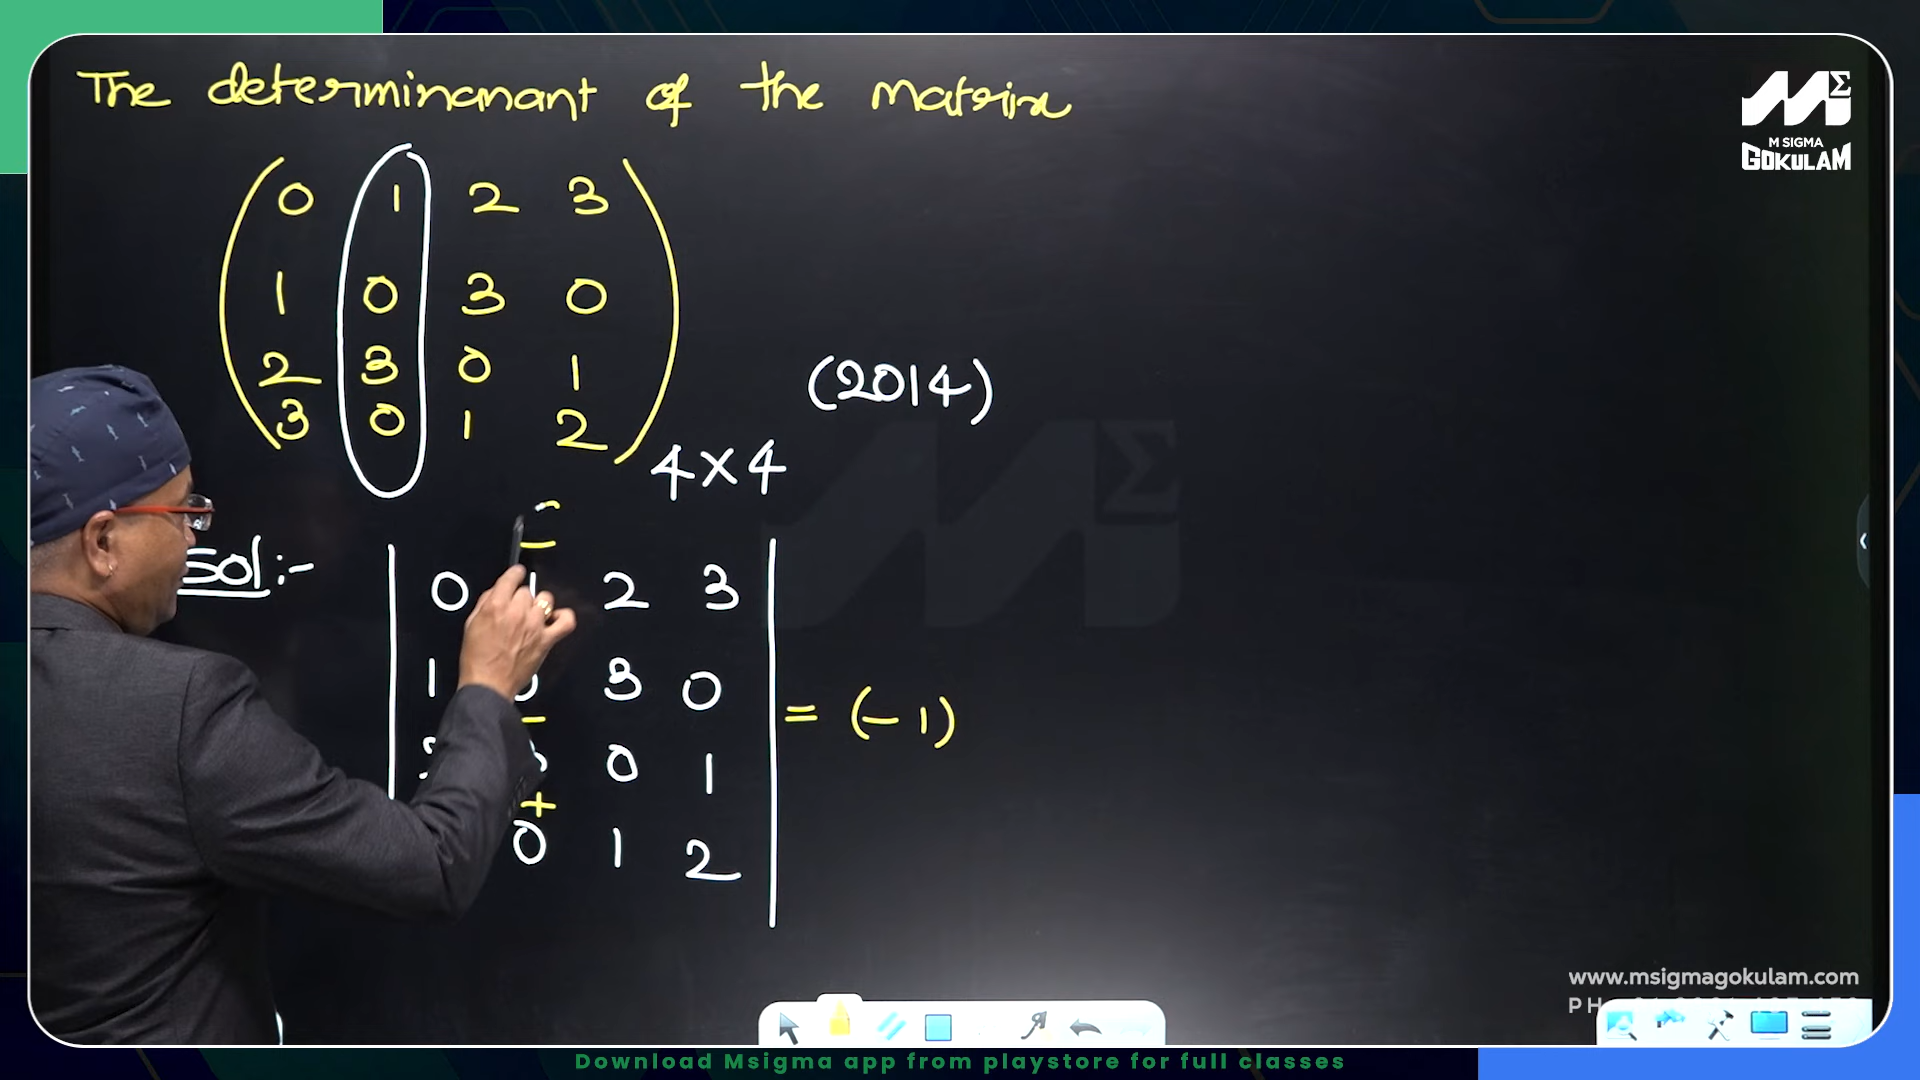 The determinanant of the matrix
0 1 2 3
1 0 3 0
2 3 0 1
3 0 1 2
(2014)
4×4
Sol:-
0 1 2 3
1 0 3 0 = (-1)
0 1
0 1 2
M SIGMA
GOKULAM
www.msigmagokulam.com
Download Msigma app from playstore for full classes